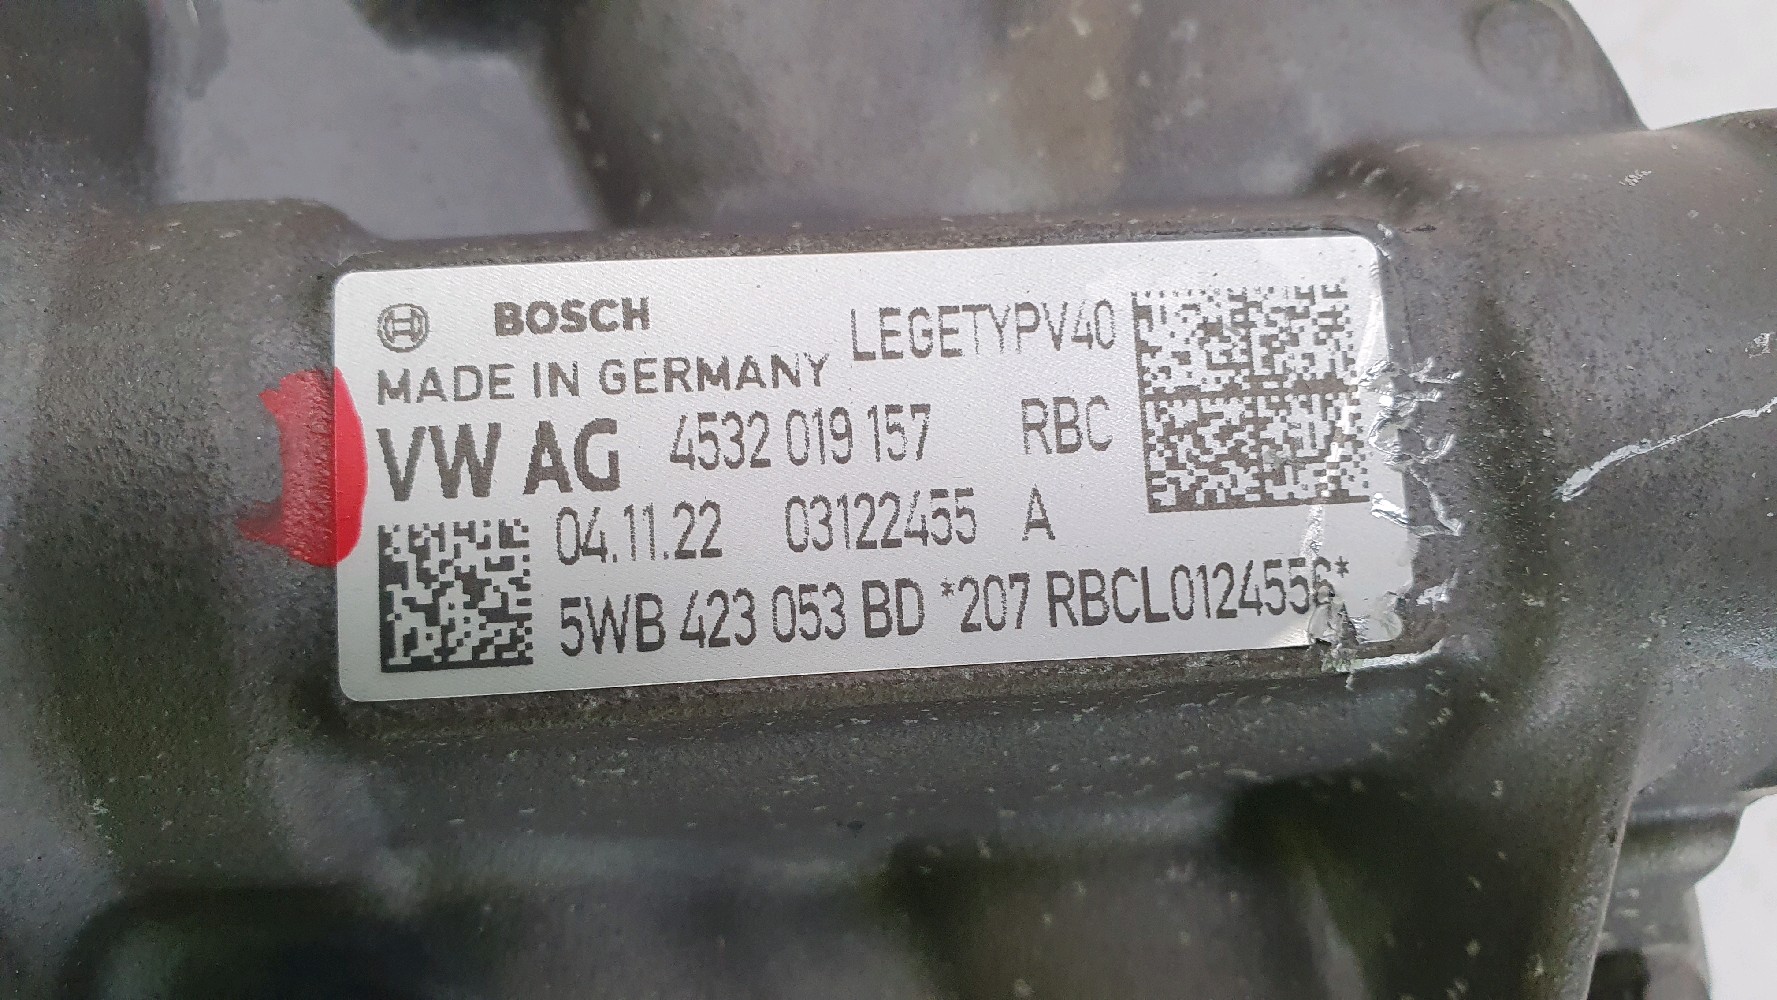 BOSCH LEGETYPV40
MADE IN GERMANY
VW AG 4532 019 157 RBC
04.11.22 03122455 A
5WB 423 053 BD *207 RBCL0124556*